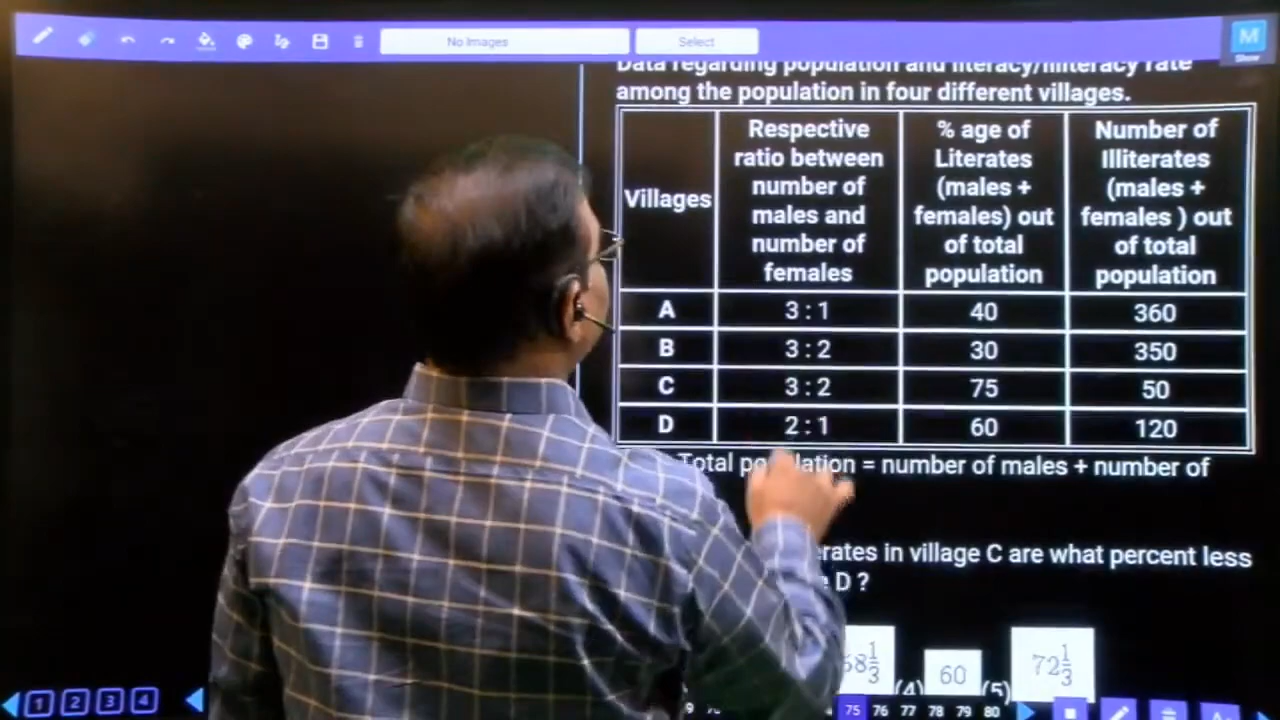 No Images
Select
M
Show
Data regarding population and literacy/illiteracy rate
among the population in four different villages.
Villages
Respective
ratio between
number of
males and
number of
females
% age of
Literates
(males +
females) out
of total
population
Number of
Illiterates
(males +
females ) out
of total
population
A 3 : 1 40 360
B 3 : 2 30 350
C 3 : 2 75 50
D 2 : 1 60 120
Total population = number of males + number of
in village C are what percent less
D ?
(4) 60 (5) 72 1/3
1 2 3 4
75 76 77 78 79 80